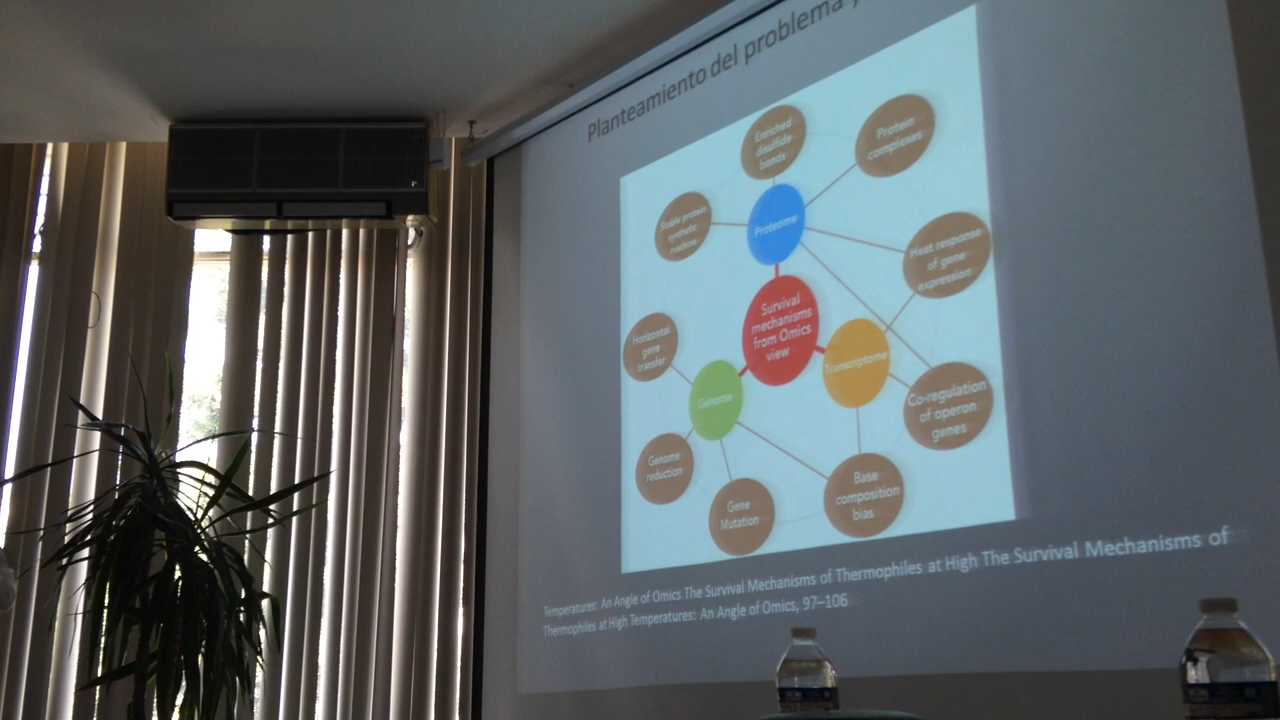 Planteamiento del problema y
Enriched
disulfide
bonds
Protein
complexes
Stable protein
synthetic
machine
Proteome
Heat response
of gene
expression
Survival
mechanisms
from Omics
view
Horizontal
gene
transfer
Transcriptome
Genome
Co-regulation
of operon
genes
Genome
reduction
Gene
Mutation
Base
composition
bias
Temperatures: An Angle of Omics The Survival Mechanisms of Thermophiles at High The Survival Mechanisms of
Thermophiles at High Temperatures: An Angle of Omics, 97–106